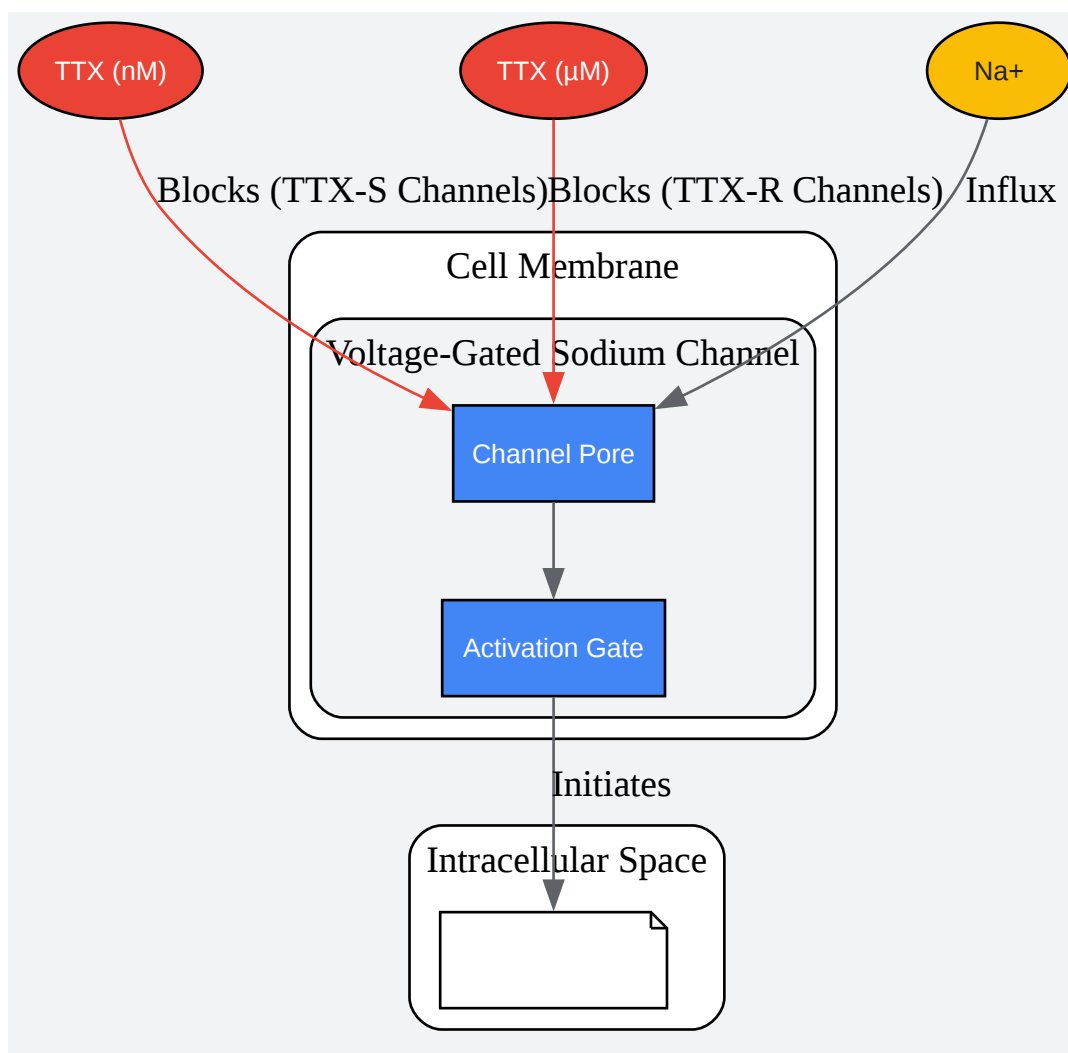 TTX (nM)
TTX (µM)
Na+
Blocks (TTX-S Channels)
Blocks (TTX-R Channels)
Influx
Cell Membrane
Voltage-Gated Sodium Channel
Channel Pore
Activation Gate
Initiates
Intracellular Space